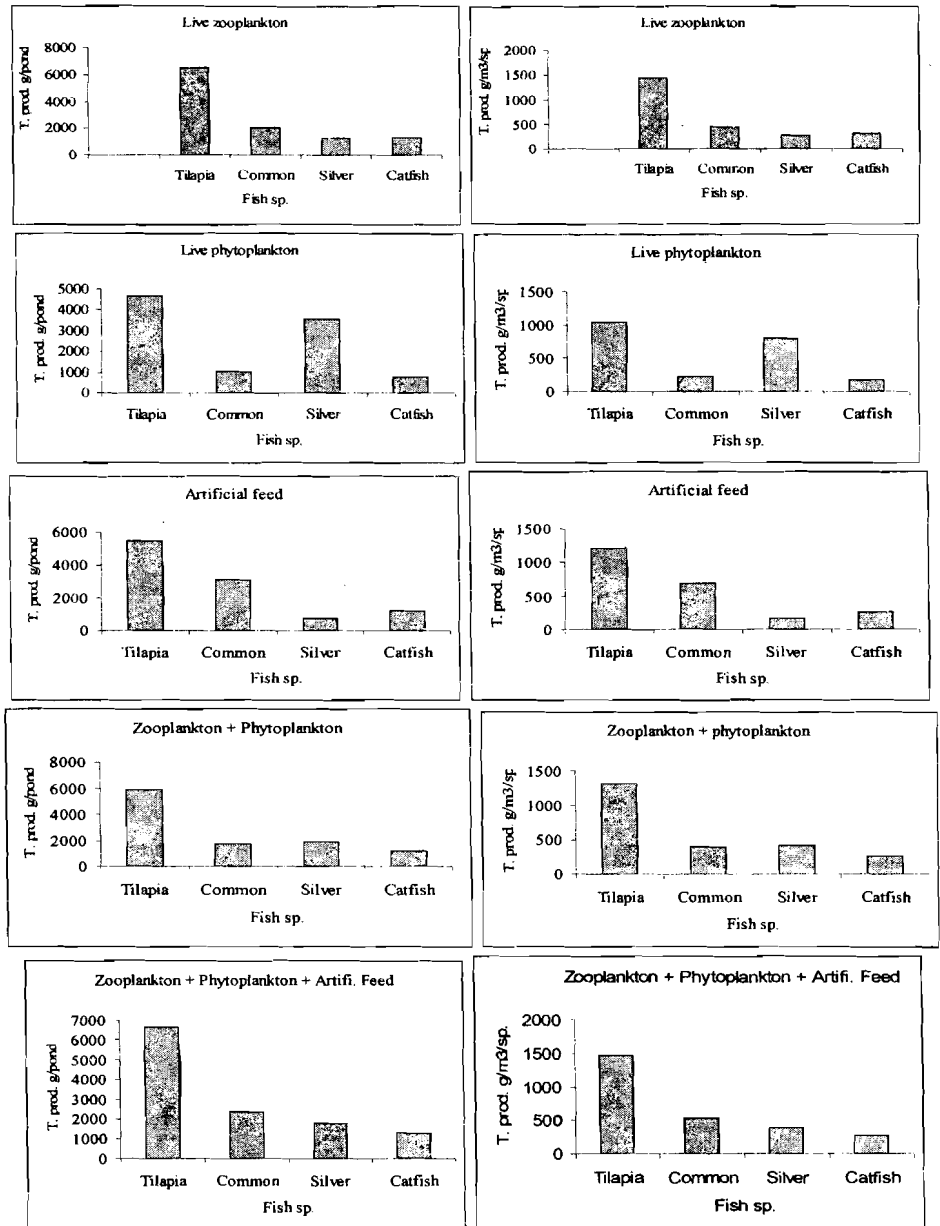 Live zooplankton
T. prod. g/pond
8000
6000
4000
2000
0
Tilapia Common Silver Catfish
Fish sp.
Live zooplankton
T. prod. g/m3/sp
2000
1500
1000
500
0
Tilapia Common Silver Catfish
Fish sp.
Live phytoplankton
T. prod. g/pond
5000
4000
3000
2000
1000
0
Tilapia Common Silver Catfish
Fish sp.
Live phytoplankton
T. prod. g/m3/sp
1500
1000
500
0
Tilapia Common Silver Catfish
Fish sp.
Artificial feed
T. prod. g/pond
6000
4000
2000
0
Tilapia Common Silver Catfish
Fish sp.
Artificial feed
T. prod. g/m3/sp
1500
1000
500
0
Tilapia Common Silver Catfish
Fish sp.
Zooplankton + Phytoplankton
T. prod. g/pond
8000
6000
4000
2000
0
Tilapia Common Silver Catfish
Fish sp.
Zooplankton + phytoplankton
T. prod. g/m3/sp
1500
1000
500
0
Tilapia Common Silver Catfish
Fish sp.
Zooplankton + Phytoplankton + Artifi. Feed
T. prod. g/pond
7000
6000
5000
4000
3000
2000
1000
0
Tilapia Common Silver Catfish
Fish sp.
Zooplankton + Phytoplankton + Artifi. Feed
T. prod. g/m3/sp.
2000
1500
1000
500
0
Tilapia Common Silver Catfish
Fish sp.